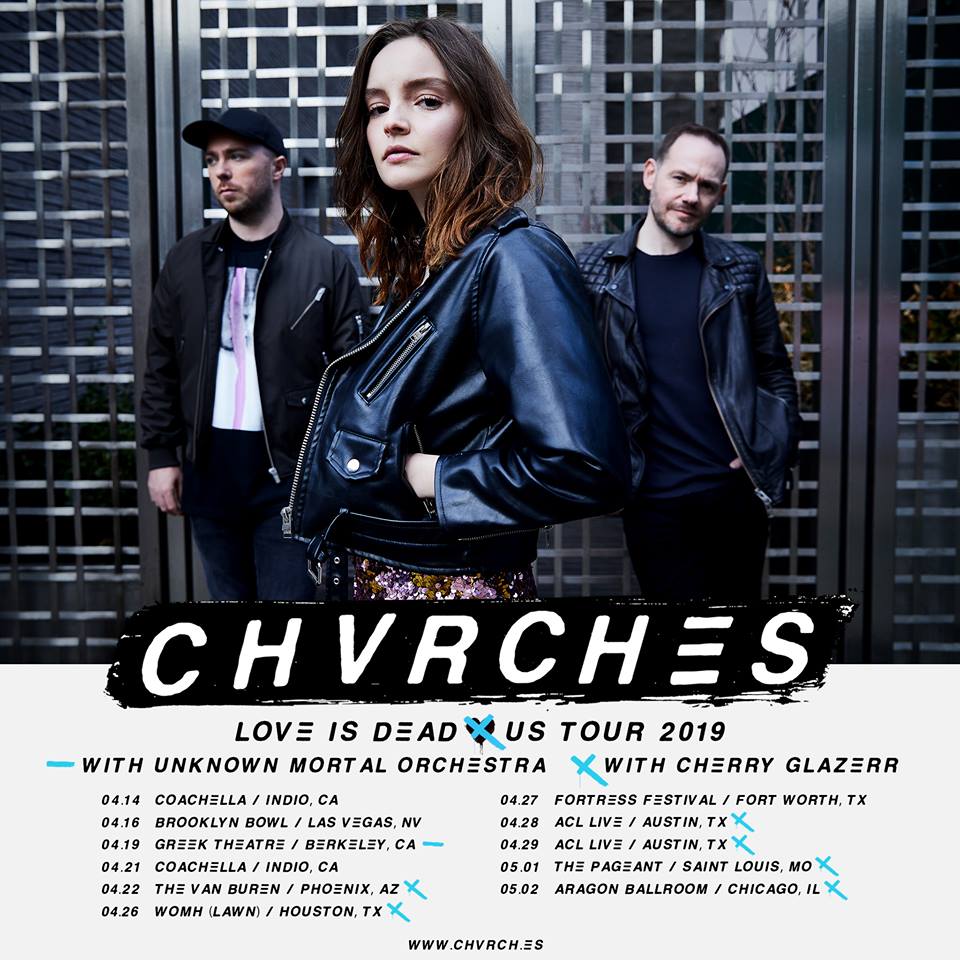 CHVRCHES
LOVE IS DEAD US TOUR 2019
WITH UNKNOWN MORTAL ORCHESTRA
WITH CHERRY GLAZERR
04.14 COACHELLA / INDIO, CA
04.16 BROOKLYN BOWL / LAS VEGAS, NV
04.19 GREEK THEATRE / BERKELEY, CA
04.21 COACHELLA / INDIO, CA
04.22 THE VAN BUREN / PHOENIX, AZ
04.26 WOMH (LAWN) / HOUSTON, TX
04.27 FORTRESS FESTIVAL / FORT WORTH, TX
04.28 ACL LIVE / AUSTIN, TX
04.29 ACL LIVE / AUSTIN, TX
05.01 THE PAGEANT / SAINT LOUIS, MO
05.02 ARAGON BALLROOM / CHICAGO, IL
WWW.CHVRCH.ES